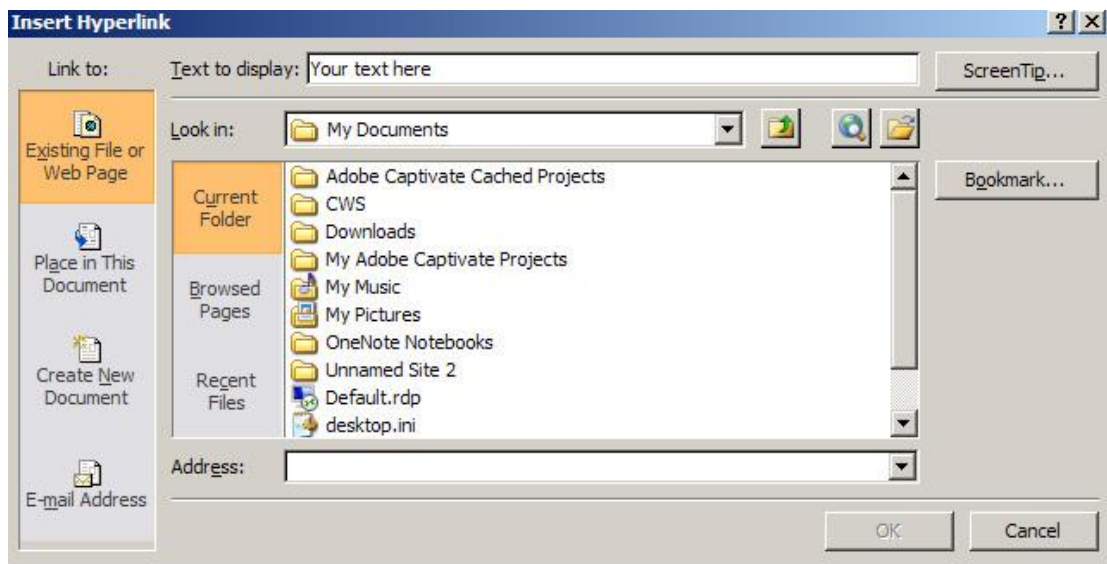 Insert Hyperlink
Link to:
Text to display: Your text here
ScreenTip...
Existing File or
Web Page
Place in This
Document
Create New
Document
E-mail Address
Look in: My Documents
Current
Folder
Browsed
Pages
Recent
Files
Adobe Captivate Cached Projects
CWS
Downloads
My Adobe Captivate Projects
My Music
My Pictures
OneNote Notebooks
Unnamed Site 2
Default.rdp
desktop.ini
Bookmark...
Address:
OK
Cancel